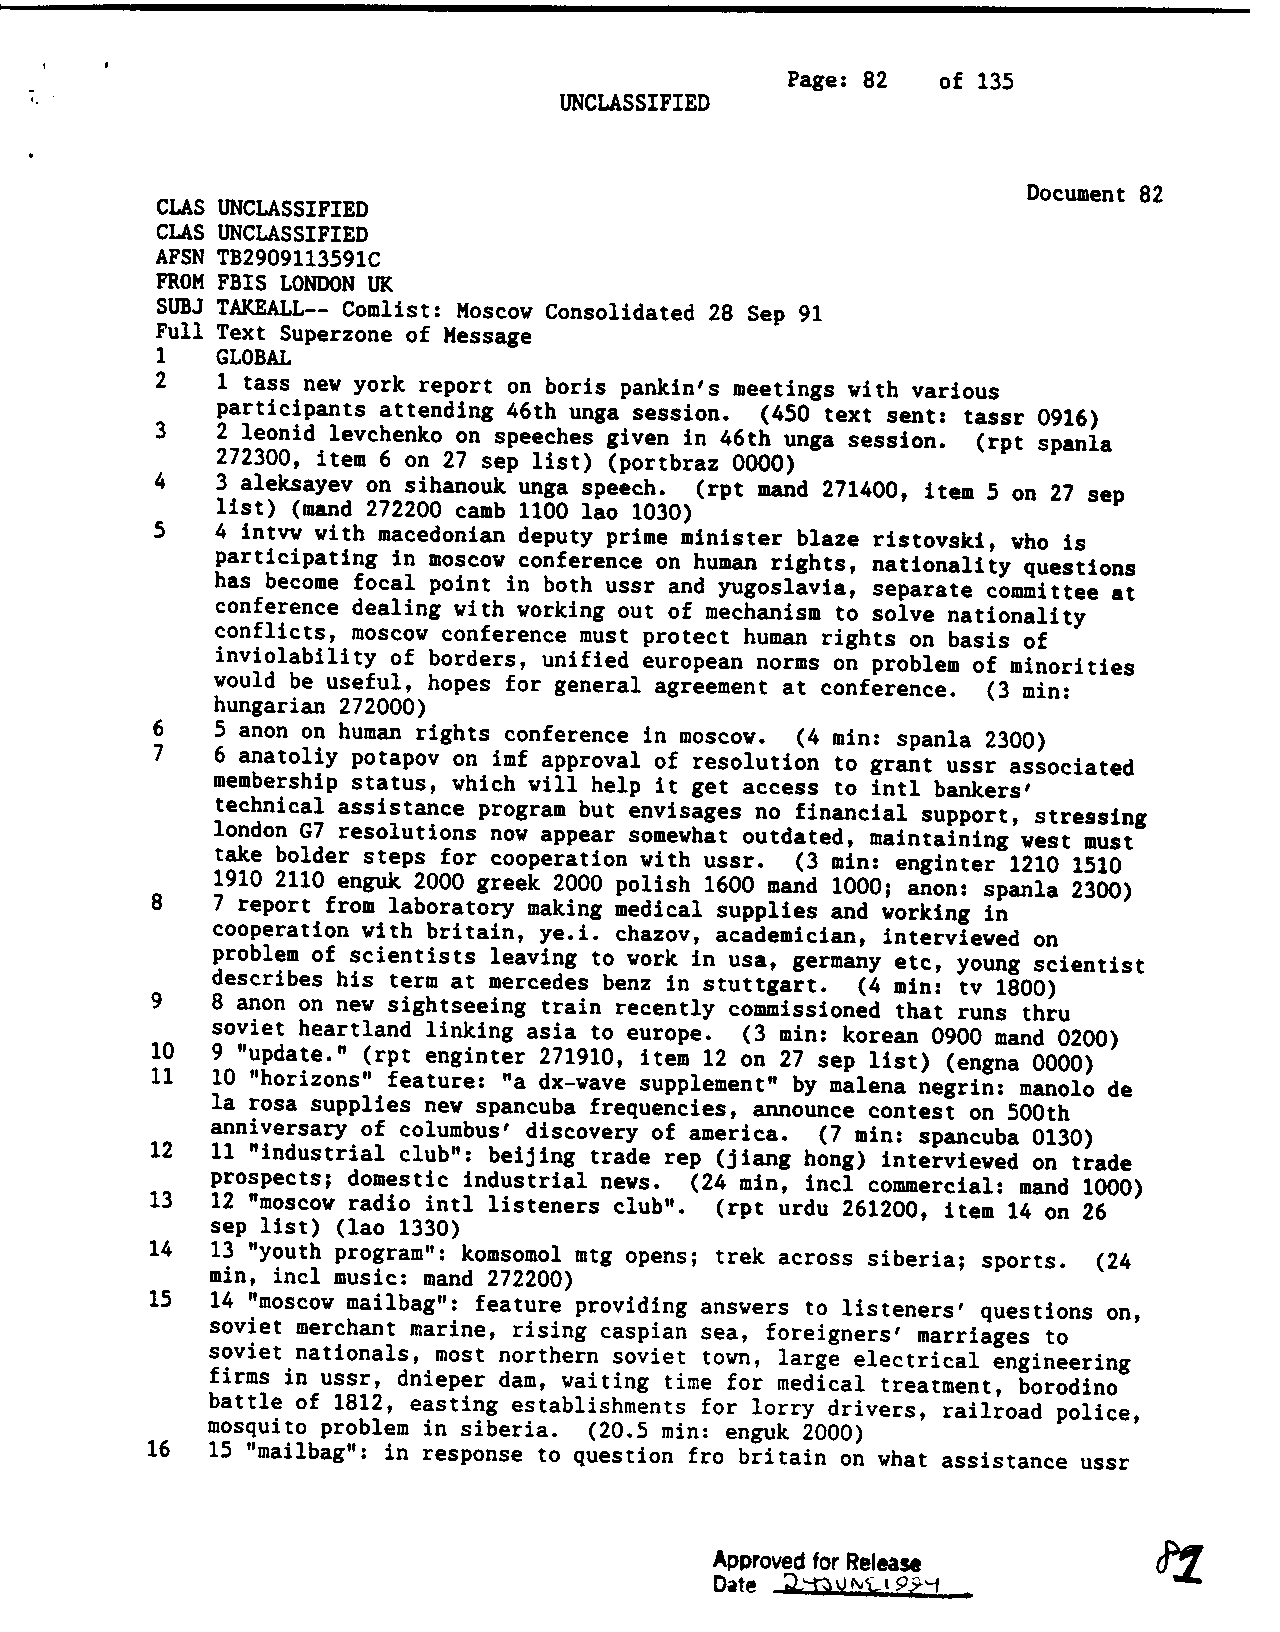 Page: 82 of 135
UNCLASSIFIED
Document 82
CLAS UNCLASSIFIED
CLAS UNCLASSIFIED
AFSN TB2909113591C
FROM FBIS LONDON UK
SUBJ TAKEALL-- Comlist: Moscow Consolidated 28 Sep 91
Full Text Superzone of Message
1 GLOBAL
2 1 tass new york report on boris pankin's meetings with various
participants attending 46th unga session. (450 text sent: tassr 0916)
3 2 leonid levchenko on speeches given in 46th unga session. (rpt spanla
272300, item 6 on 27 sep list) (portbraz 0000)
4 3 aleksayev on sihanouk unga speech. (rpt mand 271400, item 5 on 27 sep
list) (mand 272200 camb 1100 lao 1030)
5 4 intvw with macedonian deputy prime minister blaze ristovski, who is
participating in moscow conference on human rights, nationality questions
has become focal point in both ussr and yugoslavia, separate committee at
conference dealing with working out of mechanism to solve nationality
conflicts, moscow conference must protect human rights on basis of
inviolability of borders, unified european norms on problem of minorities
would be useful, hopes for general agreement at conference. (3 min:
hungarian 272000)
6 5 anon on human rights conference in moscow. (4 min: spanla 2300)
7 6 anatoliy potapov on imf approval of resolution to grant ussr associated
membership status, which will help it get access to intl bankers'
technical assistance program but envisages no financial support, stressing
london G7 resolutions now appear somewhat outdated, maintaining west must
take bolder steps for cooperation with ussr. (3 min: enginter 1210 1510
1910 2110 enguk 2000 greek 2000 polish 1600 mand 1000; anon: spanla 2300)
8 7 report from laboratory making medical supplies and working in
cooperation with britain, ye.i. chazov, academician, interviewed on
problem of scientists leaving to work in usa, germany etc, young scientist
describes his term at mercedes benz in stuttgart. (4 min: tv 1800)
9 8 anon on new sightseeing train recently commissioned that runs thru
soviet heartland linking asia to europe. (3 min: korean 0900 mand 0200)
10 9 "update." (rpt enginter 271910, item 12 on 27 sep list) (engna 0000)
11 10 "horizons" feature: "a dx-wave supplement" by malena negrin: manolo de
la rosa supplies new spancuba frequencies, announce contest on 500th
anniversary of columbus' discovery of america. (7 min: spancuba 0130)
12 11 "industrial club": beijing trade rep (jiang hong) interviewed on trade
prospects; domestic industrial news. (24 min, incl commercial: mand 1000)
13 12 "moscow radio intl listeners club". (rpt urdu 261200, item 14 on 26
sep list) (lao 1330)
14 13 "youth program": komsomol mtg opens; trek across siberia; sports. (24
min, incl music: mand 272200)
15 14 "moscow mailbag": feature providing answers to listeners' questions on,
soviet merchant marine, rising caspian sea, foreigners' marriages to
soviet nationals, most northern soviet town, large electrical engineering
firms in ussr, dnieper dam, waiting time for medical treatment, borodino
battle of 1812, easting establishments for lorry drivers, railroad police,
mosquito problem in siberia. (20.5 min: enguk 2000)
16 15 "mailbag": in response to question fro britain on what assistance ussr
Approved for Release
Date 24 JUNE 1994